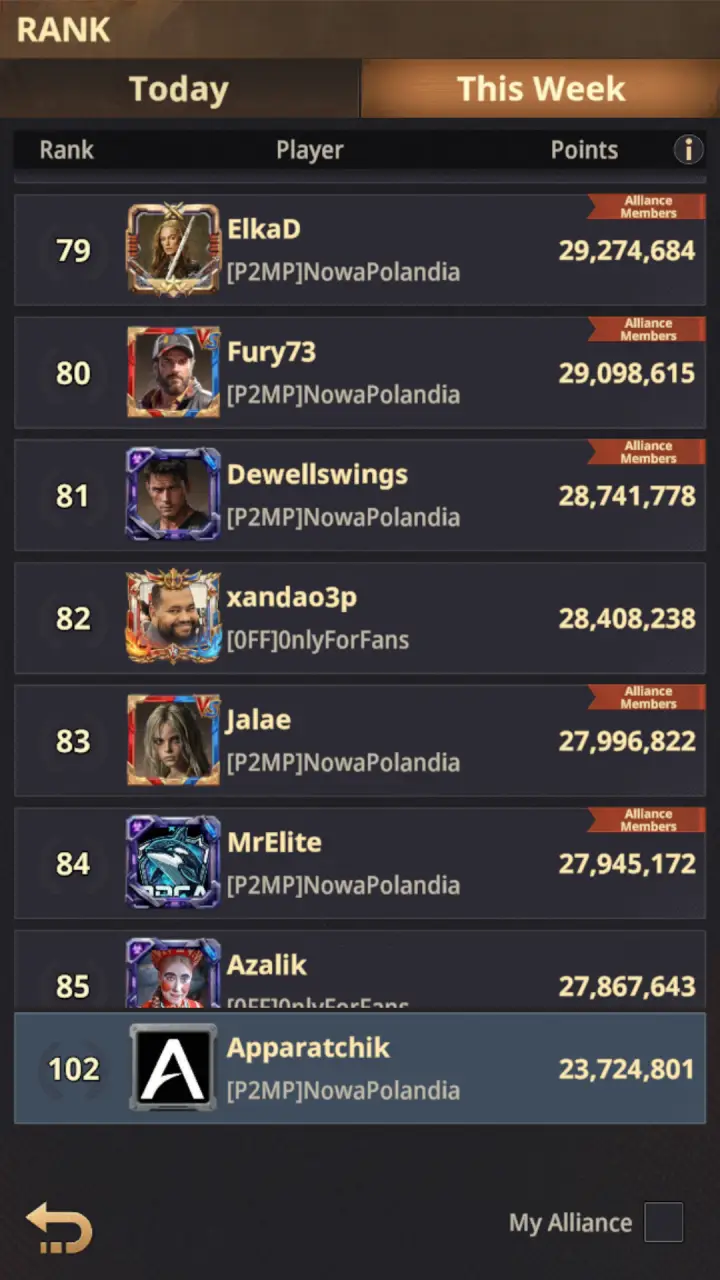 RANK
Today
This Week
Rank
Player
Points
Alliance
Members
79
ElkaD
[P2MP]NowaPolandia
29,274,684
Alliance
Members
80
Fury73
[P2MP]NowaPolandia
29,098,615
Alliance
Members
81
Dewellswings
[P2MP]NowaPolandia
28,741,778
82
xandao3p
[0FF]0nlyForFans
28,408,238
Alliance
Members
83
Jalae
[P2MP]NowaPolandia
27,996,822
Alliance
Members
84
MrElite
[P2MP]NowaPolandia
27,945,172
85
Azalik
[0FF]0nlyForFans
27,867,643
102
Apparatchik
[P2MP]NowaPolandia
23,724,801
My Alliance